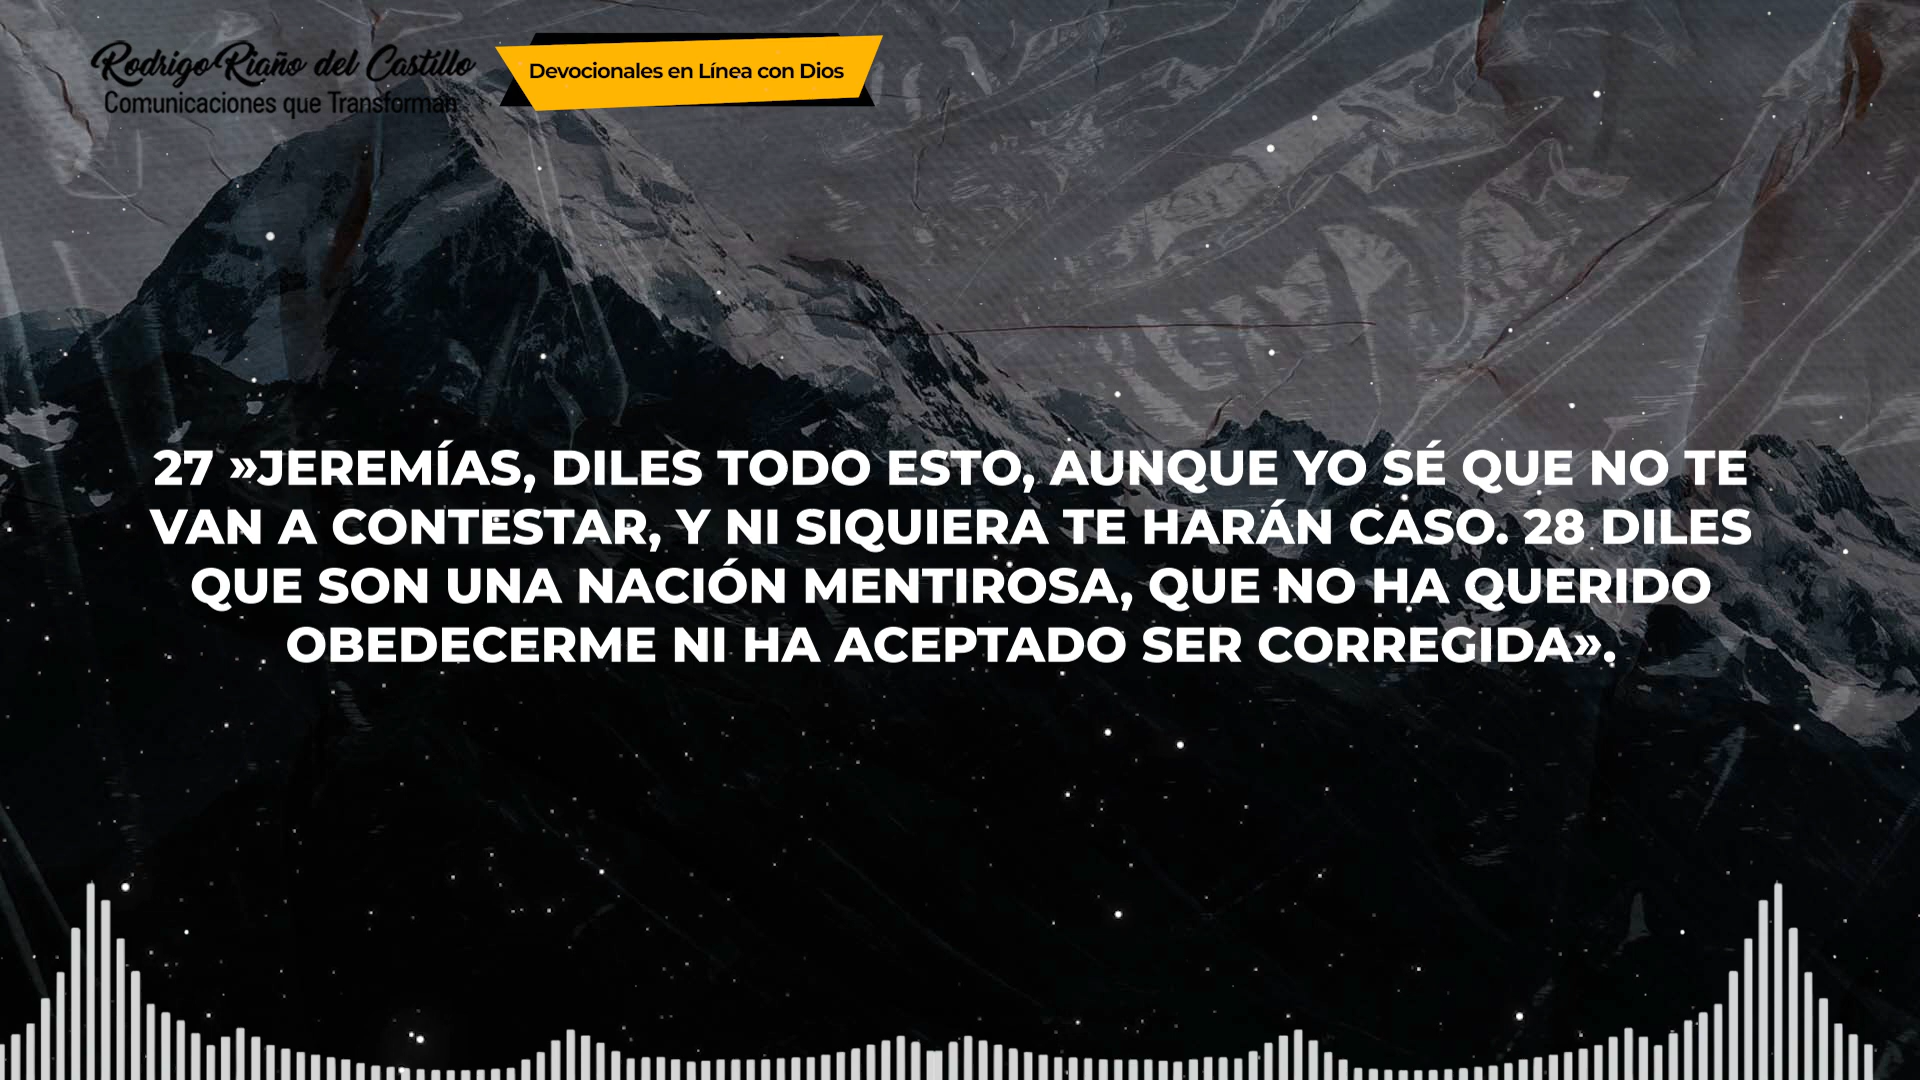 Rodrigo Riaño del Castillo
Comunicaciones que Transforman
Devocionales en Línea con Dios
27 »JEREMÍAS, DILES TODO ESTO, AUNQUE YO SÉ QUE NO TE
VAN A CONTESTAR, Y NI SIQUIERA TE HARÁN CASO. 28 DILES
QUE SON UNA NACIÓN MENTIROSA, QUE NO HA QUERIDO
OBEDECERME NI HA ACEPTADO SER CORREGIDA».